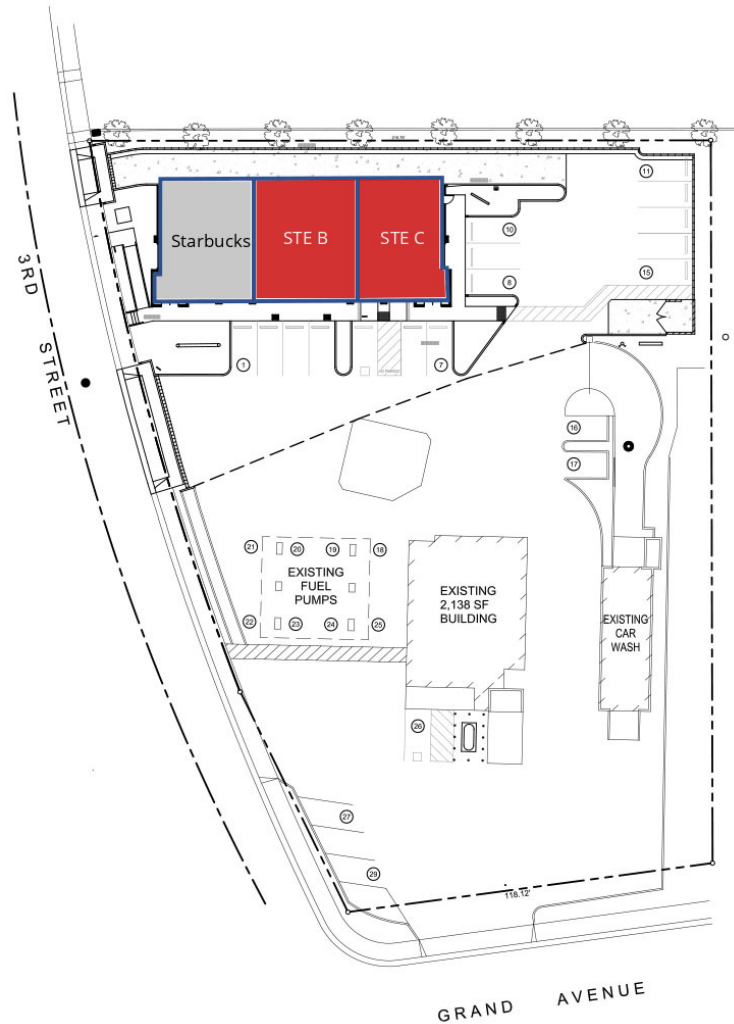 11
Starbucks
STE B
STE C
10
8
15
3RD STREET
1
7
16
17
21
20
19
18
EXISTING
FUEL
PUMPS
22
23
24
25
EXISTING
2,138 SF
BUILDING
EXISTING
CAR
WASH
26
27
29
118.12'
GRAND AVENUE